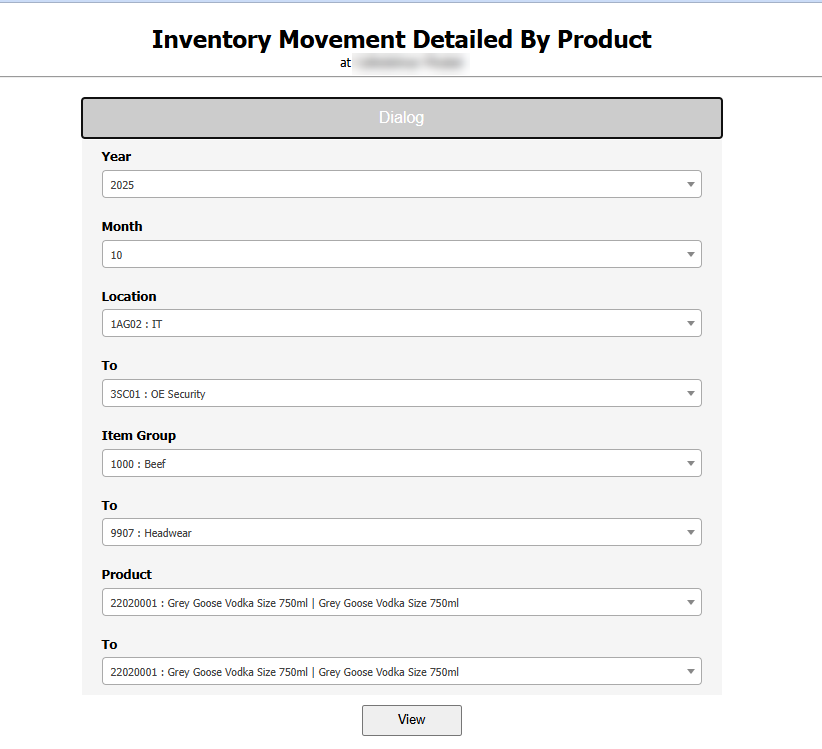 Inventory Movement Detailed By Product
at
Dialog
Year
2025
Month
10
Location
1AG02 : IT
To
3SC01 : OE Security
Item Group
1000 : Beef
To
9907 : Headwear
Product
22020001 : Grey Goose Vodka Size 750ml | Grey Goose Vodka Size 750ml
To
22020001 : Grey Goose Vodka Size 750ml | Grey Goose Vodka Size 750ml
View